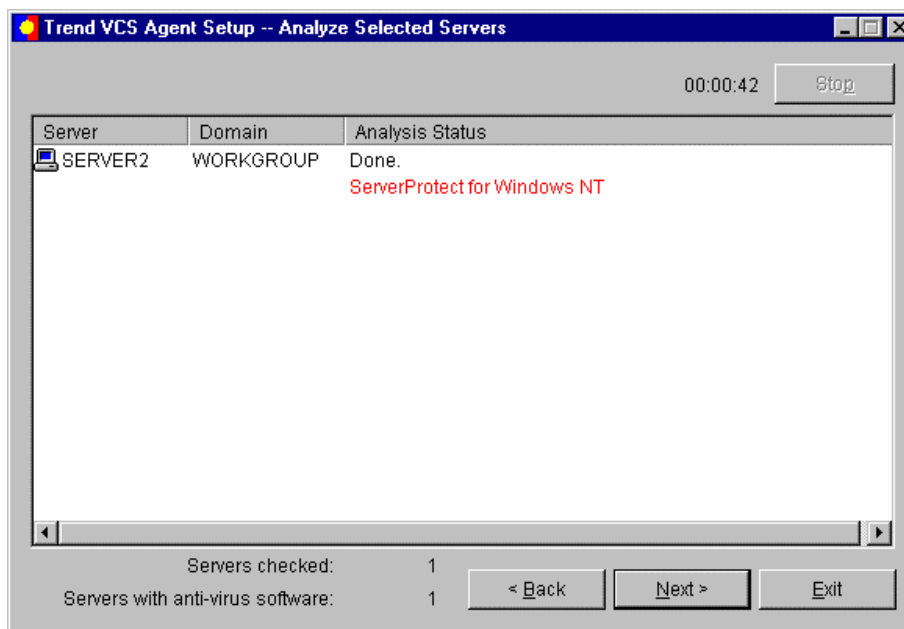 Trend VCS Agent Setup -- Analyze Selected Servers
00:00:42 Stop
Server Domain Analysis Status
SERVER2 WORKGROUP Done.
ServerProtect for Windows NT
Servers checked: 1
Servers with anti-virus software: 1
< Back Next > Exit